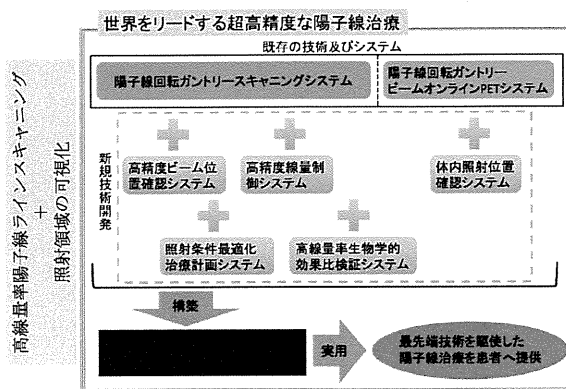 世界をリードする超高精度な陽子線治療
既存の技術及びシステム
陽子線回転ガントリースキャニングシステム
陽子線回転ガントリー
ビームオンラインPETシステム
高線量率陽子線ラインスキャニング
+
照射領域の可視化
新規技術開発
高精度ビーム位
置確認システム
高精度線量制
御システム
体内照射位置
確認システム
照射条件最適化
治療計画システム
高線量率生物学的
効果比検証システム
構築
実用
最先端技術を駆使した
陽子線治療を患者へ提供